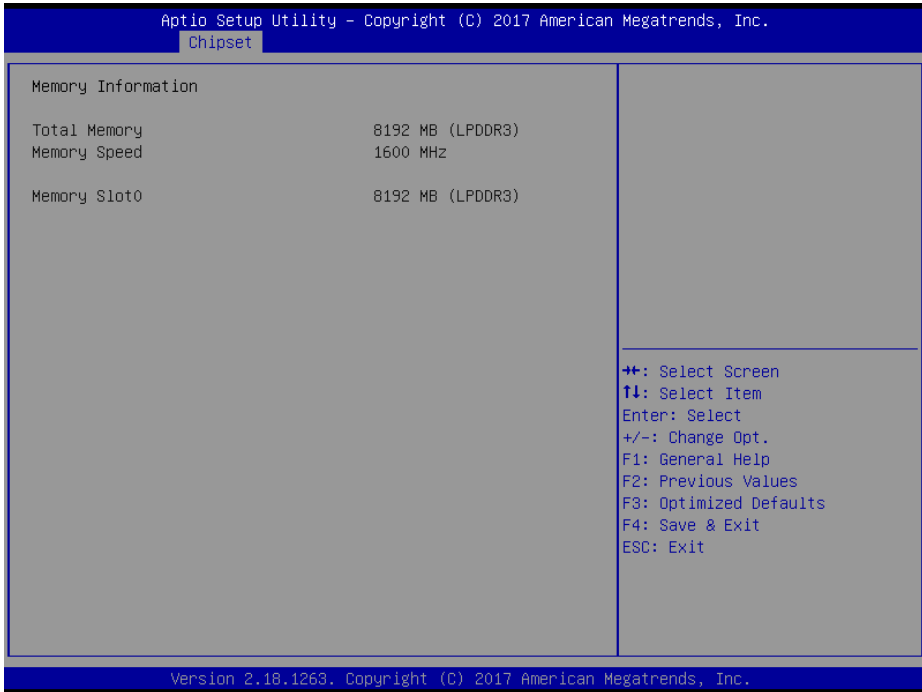 Aptio Setup Utility – Copyright (C) 2017 American Megatrends, Inc.
Chipset
Memory Information
Total Memory 8192 MB (LPDDR3)
Memory Speed 1600 MHz
Memory Slot0 8192 MB (LPDDR3)
→←: Select Screen
↑↓: Select Item
Enter: Select
+/-: Change Opt.
F1: General Help
F2: Previous Values
F3: Optimized Defaults
F4: Save & Exit
ESC: Exit
Version 2.18.1263. Copyright (C) 2017 American Megatrends, Inc.